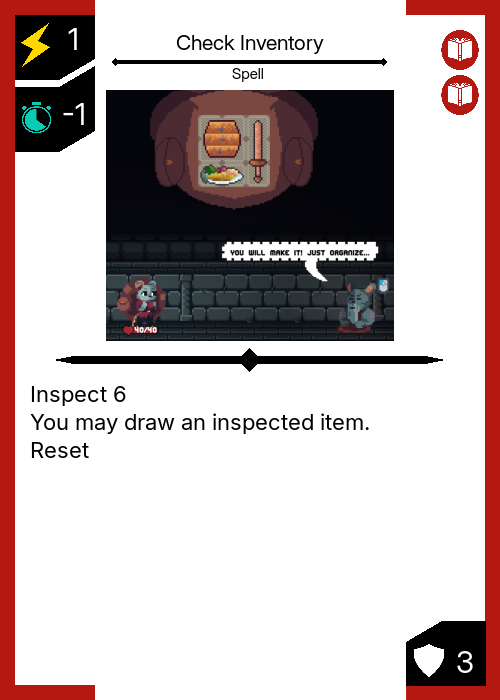 1
Check Inventory
Spell
-1
YOU WILL MAKE IT! JUST ORGANIZE...
40/40
Inspect 6
You may draw an inspected item.
Reset
3